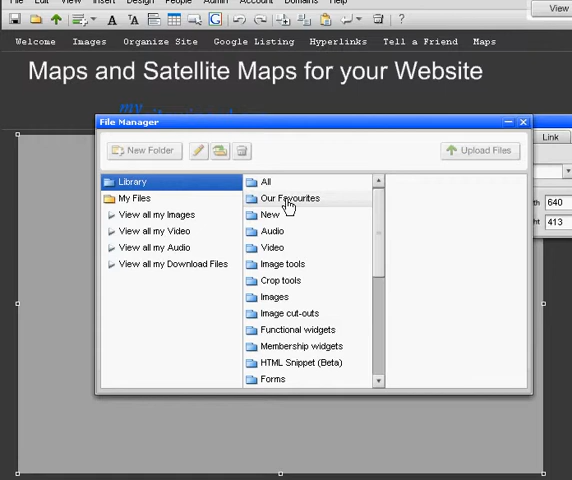 File Edit View Insert Design People Admin Account Domains Help
View
A A G ?
Welcome Images Organize Site Google Listing Hyperlinks Tell a Friend Maps
Maps and Satellite Maps for your Website
my
File Manager
New Folder Upload Files
Link
Library
My Files
View all my Images
View all my Video
View all my Audio
View all my Download Files
All
Our Favourites
New
Audio
Video
Image tools
Crop tools
Images
Image cut-outs
Functional widgets
Membership widgets
HTML Snippet (Beta)
Forms
th 640
ht 413